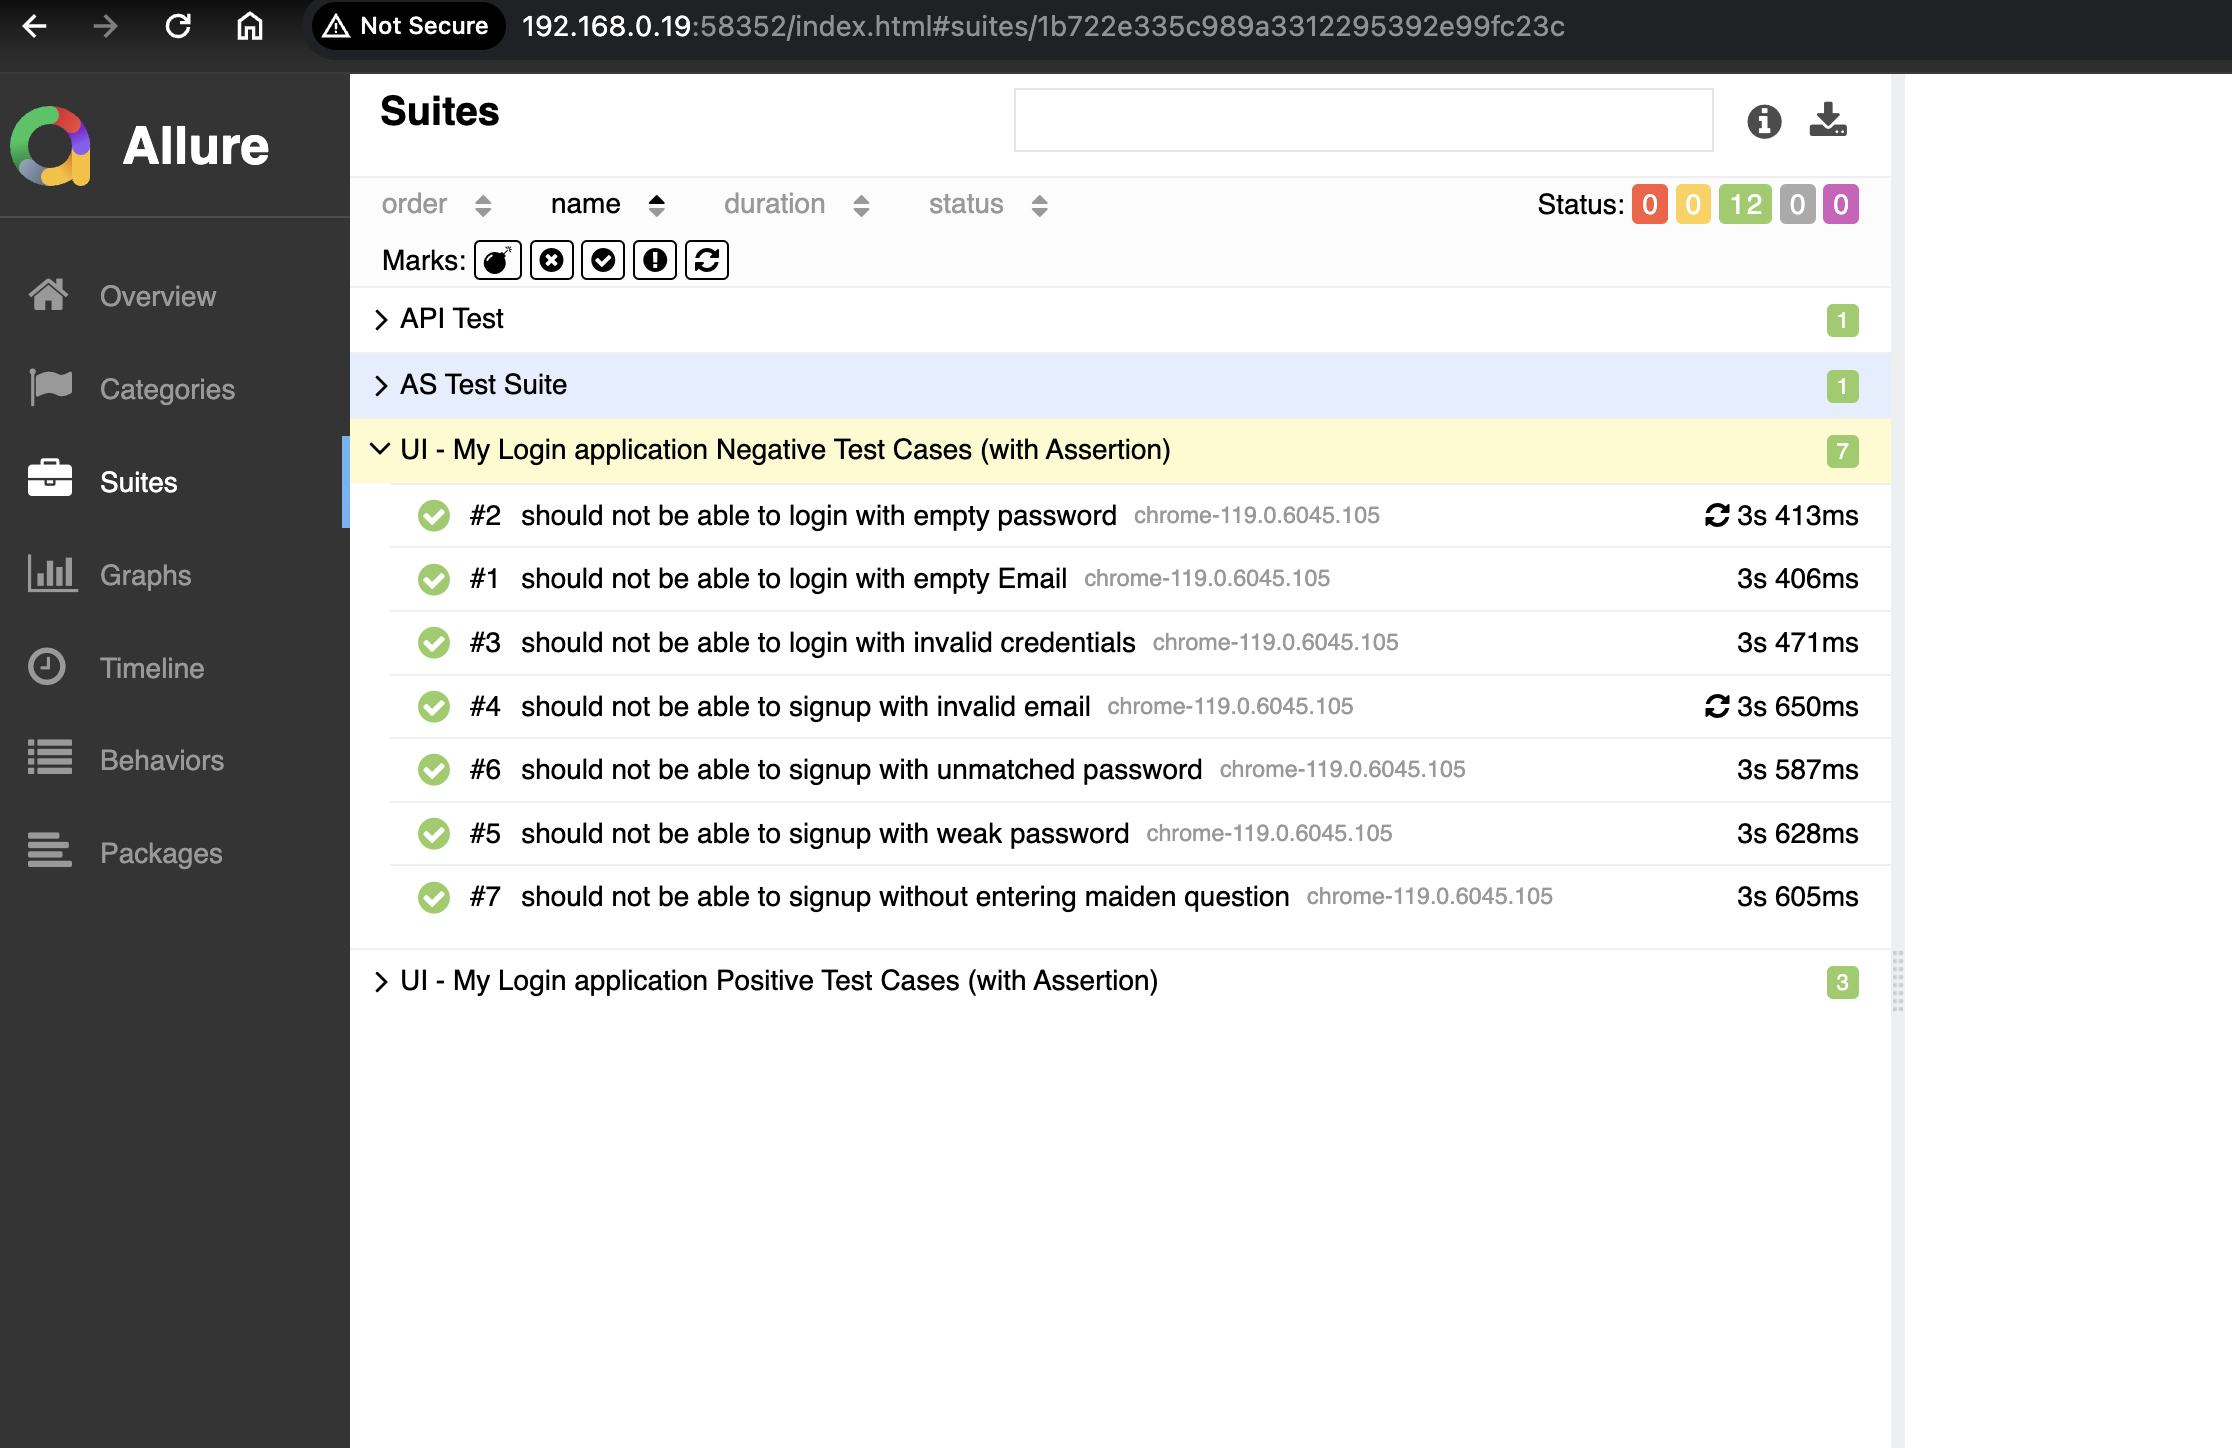 Not Secure 192.168.0.19:58352/index.html#suites/1b722e335c989a3312295392e99fc23c
Allure
Overview
Categories
Suites
Graphs
Timeline
Behaviors
Packages
Suites
order name duration status Status: 0 0 12 0 0
Marks:
API Test 1
AS Test Suite 1
UI - My Login application Negative Test Cases (with Assertion) 7
#2 should not be able to login with empty password chrome-119.0.6045.105 3s 413ms
#1 should not be able to login with empty Email chrome-119.0.6045.105 3s 406ms
#3 should not be able to login with invalid credentials chrome-119.0.6045.105 3s 471ms
#4 should not be able to signup with invalid email chrome-119.0.6045.105 3s 650ms
#6 should not be able to signup with unmatched password chrome-119.0.6045.105 3s 587ms
#5 should not be able to signup with weak password chrome-119.0.6045.105 3s 628ms
#7 should not be able to signup without entering maiden question chrome-119.0.6045.105 3s 605ms
UI - My Login application Positive Test Cases (with Assertion) 3